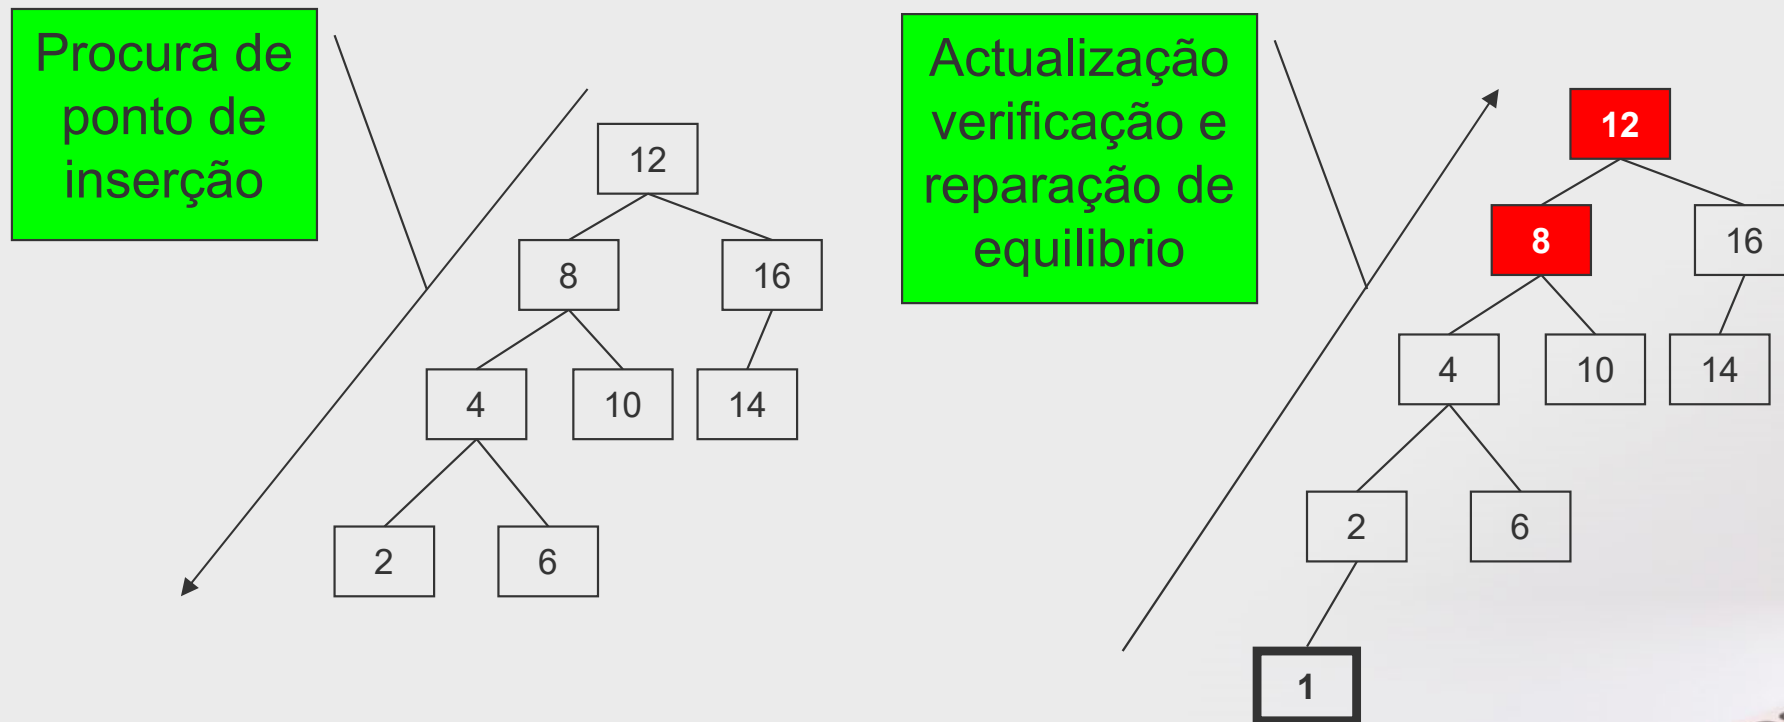 Procura de
ponto de
inserção
12
8
16
4
10
14
2
6
Actualização
verificação e
reparação de
equilibrio
12
8
16
4
10
14
2
6
1